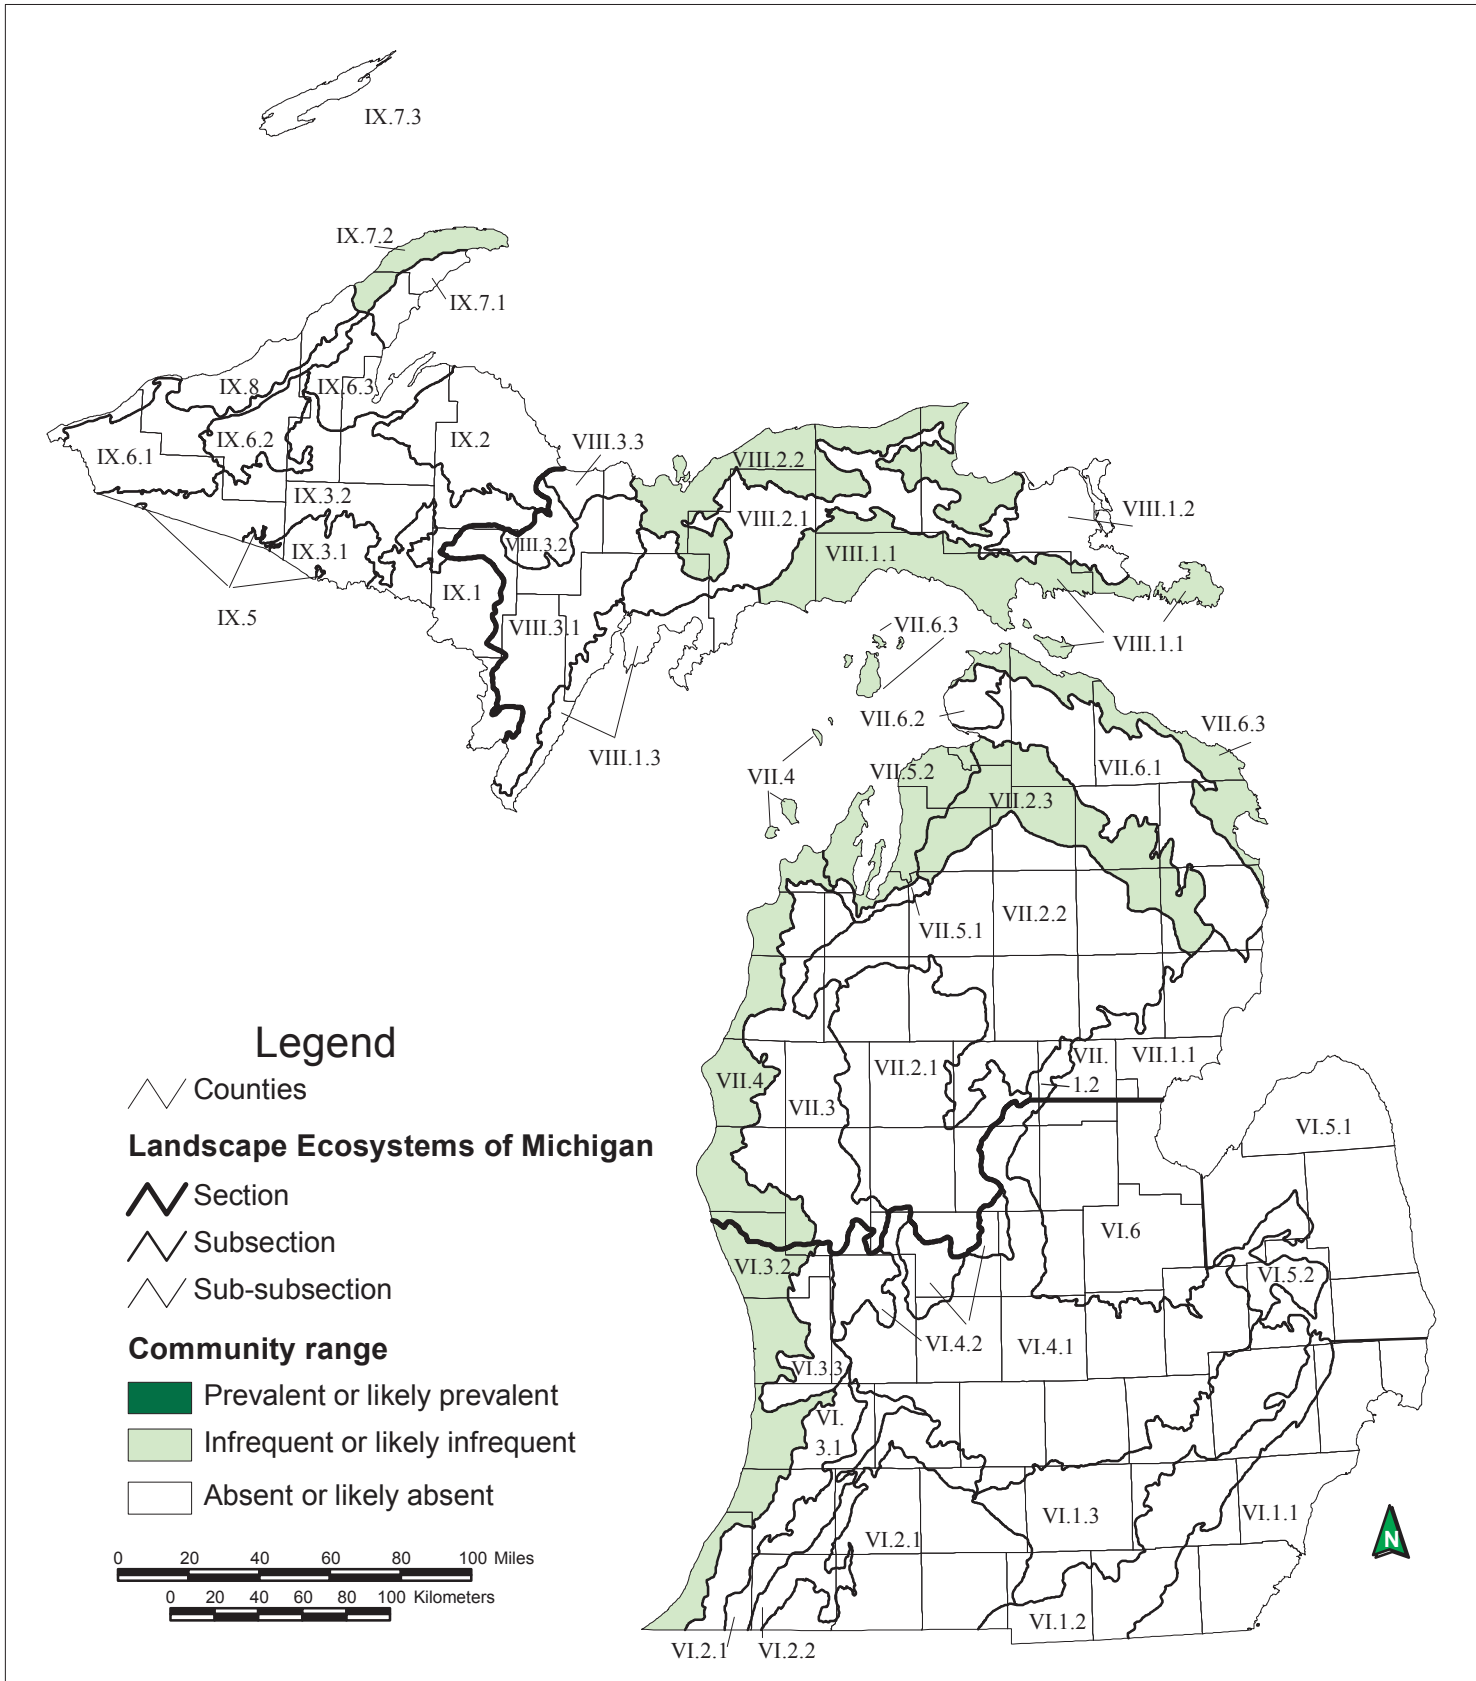 IX.7.3
IX.7.2
IX.7.1
IX.8
IX.6.3
IX.6.2
IX.2
IX.6.1
VIII.3.3
VIII.2.2
IX.3.2
VIII.2.1
VIII.1.2
IX.3.1
VIII.3.2
VIII.1.1
IX.1
IX.5
VIII.3.1
VII.6.3
VIII.1.1
VII.6.2
VII.6.3
VIII.1.3
VII.4
VII.5.2
VII.6.1
VII.2.3
VII.5.1
VII.2.2
Legend
Counties
Landscape Ecosystems of Michigan
Section
Subsection
Sub-subsection
Community range
Prevalent or likely prevalent
Infrequent or likely infrequent
Absent or likely absent
0 20 40 60 80 100 Miles
0 20 40 60 80 100 Kilometers
VII.4
VII.3
VII.2.1
VII.
1.2
VII.1.1
VI.5.1
VI.6
VI.3.2
VI.5.2
VI.4.2
VI.4.1
VI.3.3
VI.
3.1
VI.1.3
VI.1.1
VI.2.1
N
VI.1.2
VI.2.1
VI.2.2